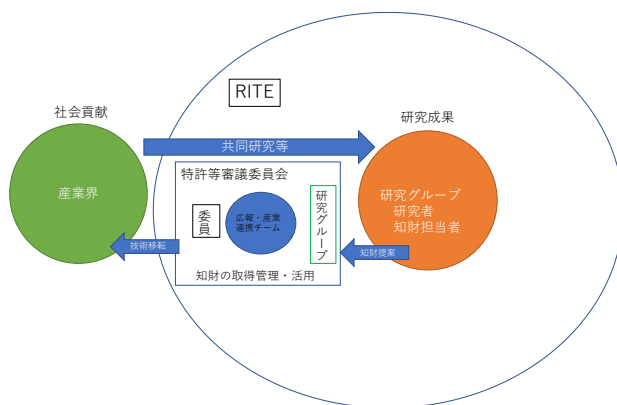 RITE
社会貢献
研究成果
共同研究等
産業界
特許等審議委員会
委員
広報・産業
連携チーム
研究グループ
研究グループ
研究者
知財担当者
技術移転
知財提案
知財の取得管理・活用